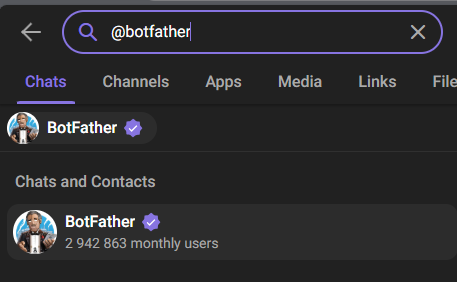 @botfather
Chats Channels Apps Media Links File
BotFather
Chats and Contacts
BotFather
2 942 863 monthly users